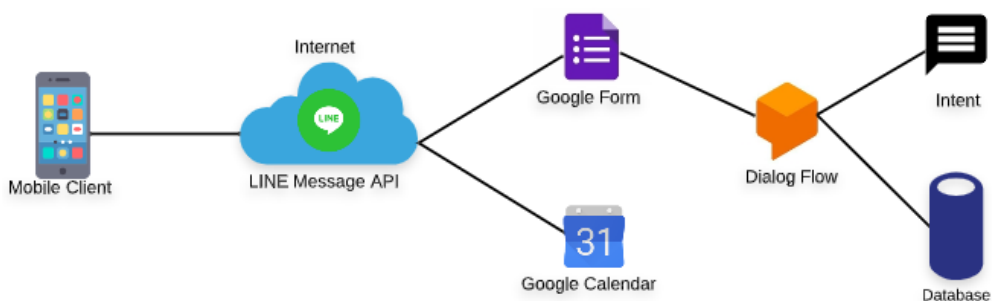 Internet
LINE
Mobile Client
LINE Message API
Google Form
31
Google Calendar
Dialog Flow
Intent
Database